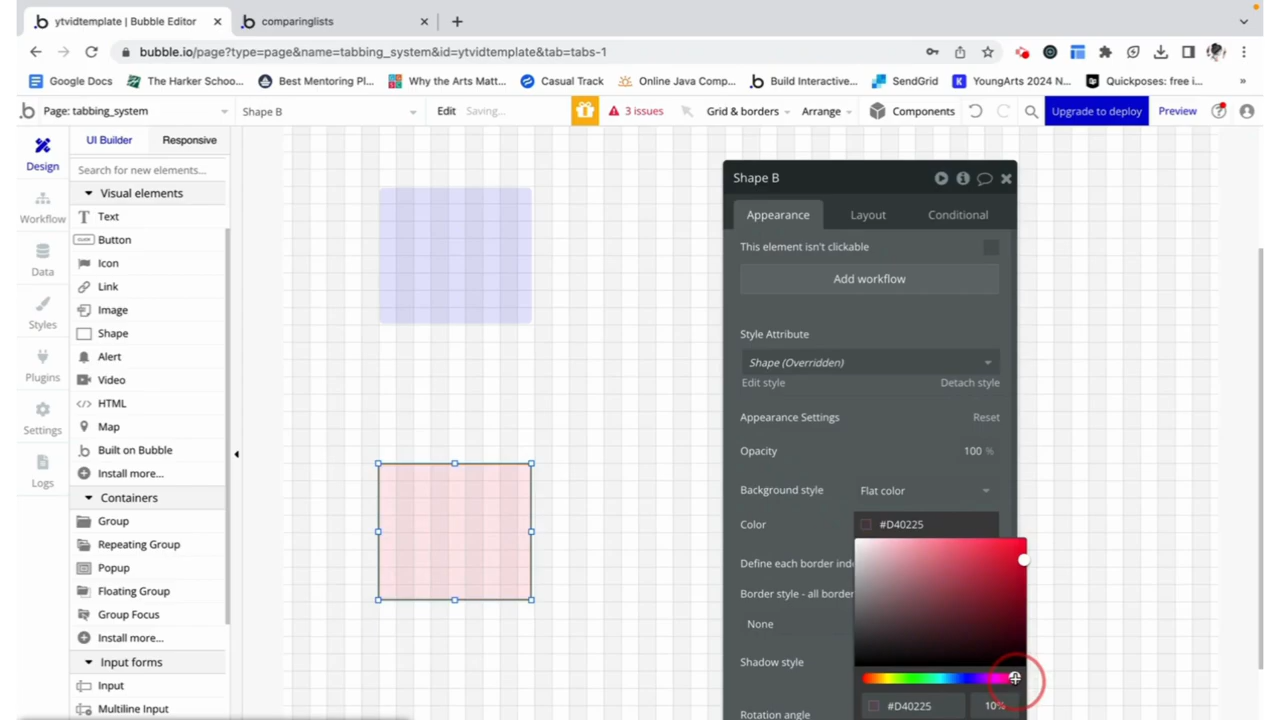 ytvidtemplate | Bubble Editor
comparinglists
bubble.io/page?type=page&name=tabbing_system&id=ytvidtemplate&tab=tabs-1
Google Docs
The Harker Schoo...
Best Mentoring Pl...
Why the Arts Matt...
Casual Track
Online Java Comp...
Build Interactive...
SendGrid
YoungArts 2024 N...
Quickposes: free i...
»
Page: tabbing_system
Shape B
Edit
Saving...
3 issues
Grid & borders
Arrange
Components
Upgrade to deploy
Preview
Design
Workflow
Data
Styles
Plugins
Settings
Logs
UI Builder
Responsive
Search for new elements...
Visual elements
Text
Button
Icon
Link
Image
Shape
Alert
Video
HTML
Map
Built on Bubble
Install more...
Containers
Group
Repeating Group
Popup
Floating Group
Group Focus
Install more...
Input forms
Input
Multiline Input
Shape B
Appearance
Layout
Conditional
This element isn't clickable
Add workflow
Style Attribute
Shape (Overridden)
Edit style
Detach style
Appearance Settings
Reset
Opacity
100 %
Background style
Flat color
Color
#D40225
Define each border inde
Border style - all border
None
Shadow style
#D40225
10%
Rotation angle